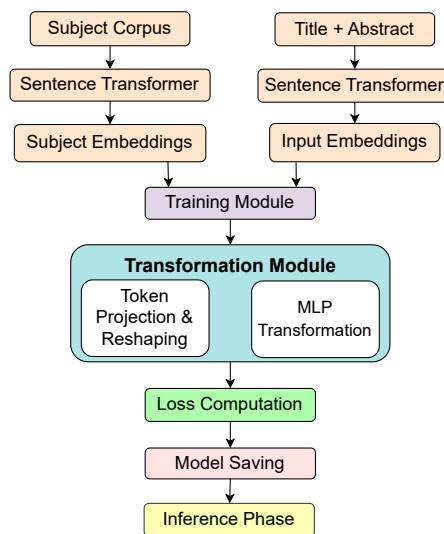 Subject Corpus
Title + Abstract
Sentence Transformer
Sentence Transformer
Subject Embeddings
Input Embeddings
Training Module
Transformation Module
Token
Projection &
Reshaping
MLP
Transformation
Loss Computation
Model Saving
Inference Phase